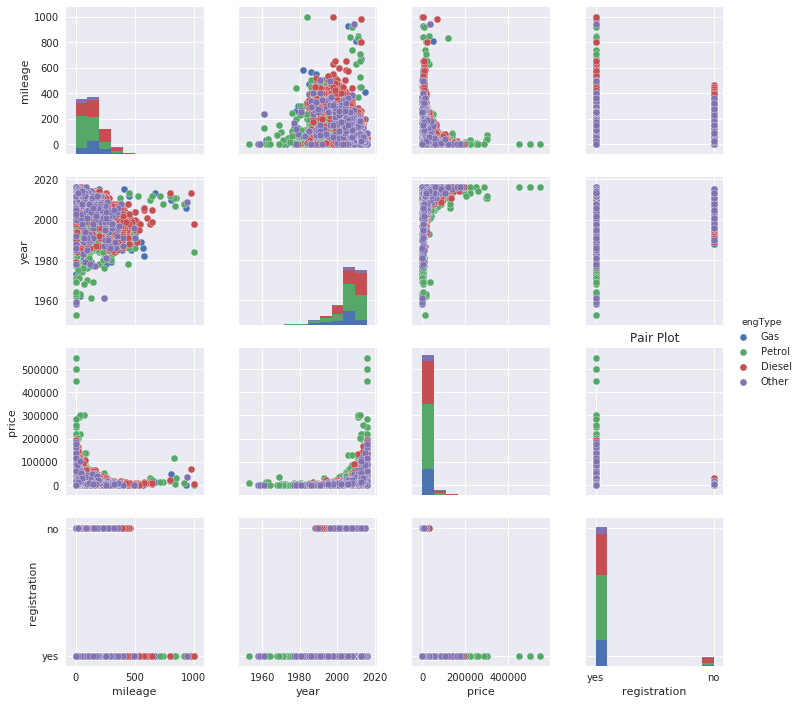 1000
800
600
400
200
0
mileage
2020
2000
1980
1960
year
engType
Gas
Petrol
Diesel
Other
Pair Plot
500000
400000
300000
200000
100000
0
price
no
yes
registration
0 500 1000
mileage
1960 1980 2000 2020
year
0 200000 400000
price
yes no
registration